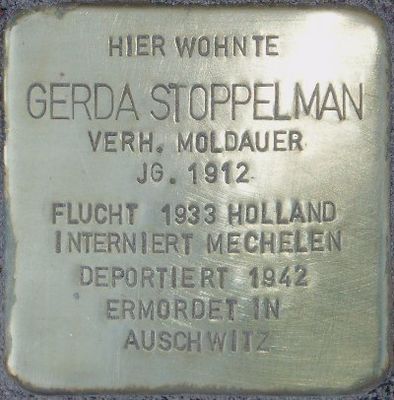 HIER WOHNTE
GERDA STOPPELMAN
VERH. MOLDAUER
JG. 1912
FLUCHT 1933 HOLLAND
INTERNIERT MECHELEN
DEPORTIERT 1942
ERMORDET IN
AUSCHWITZ